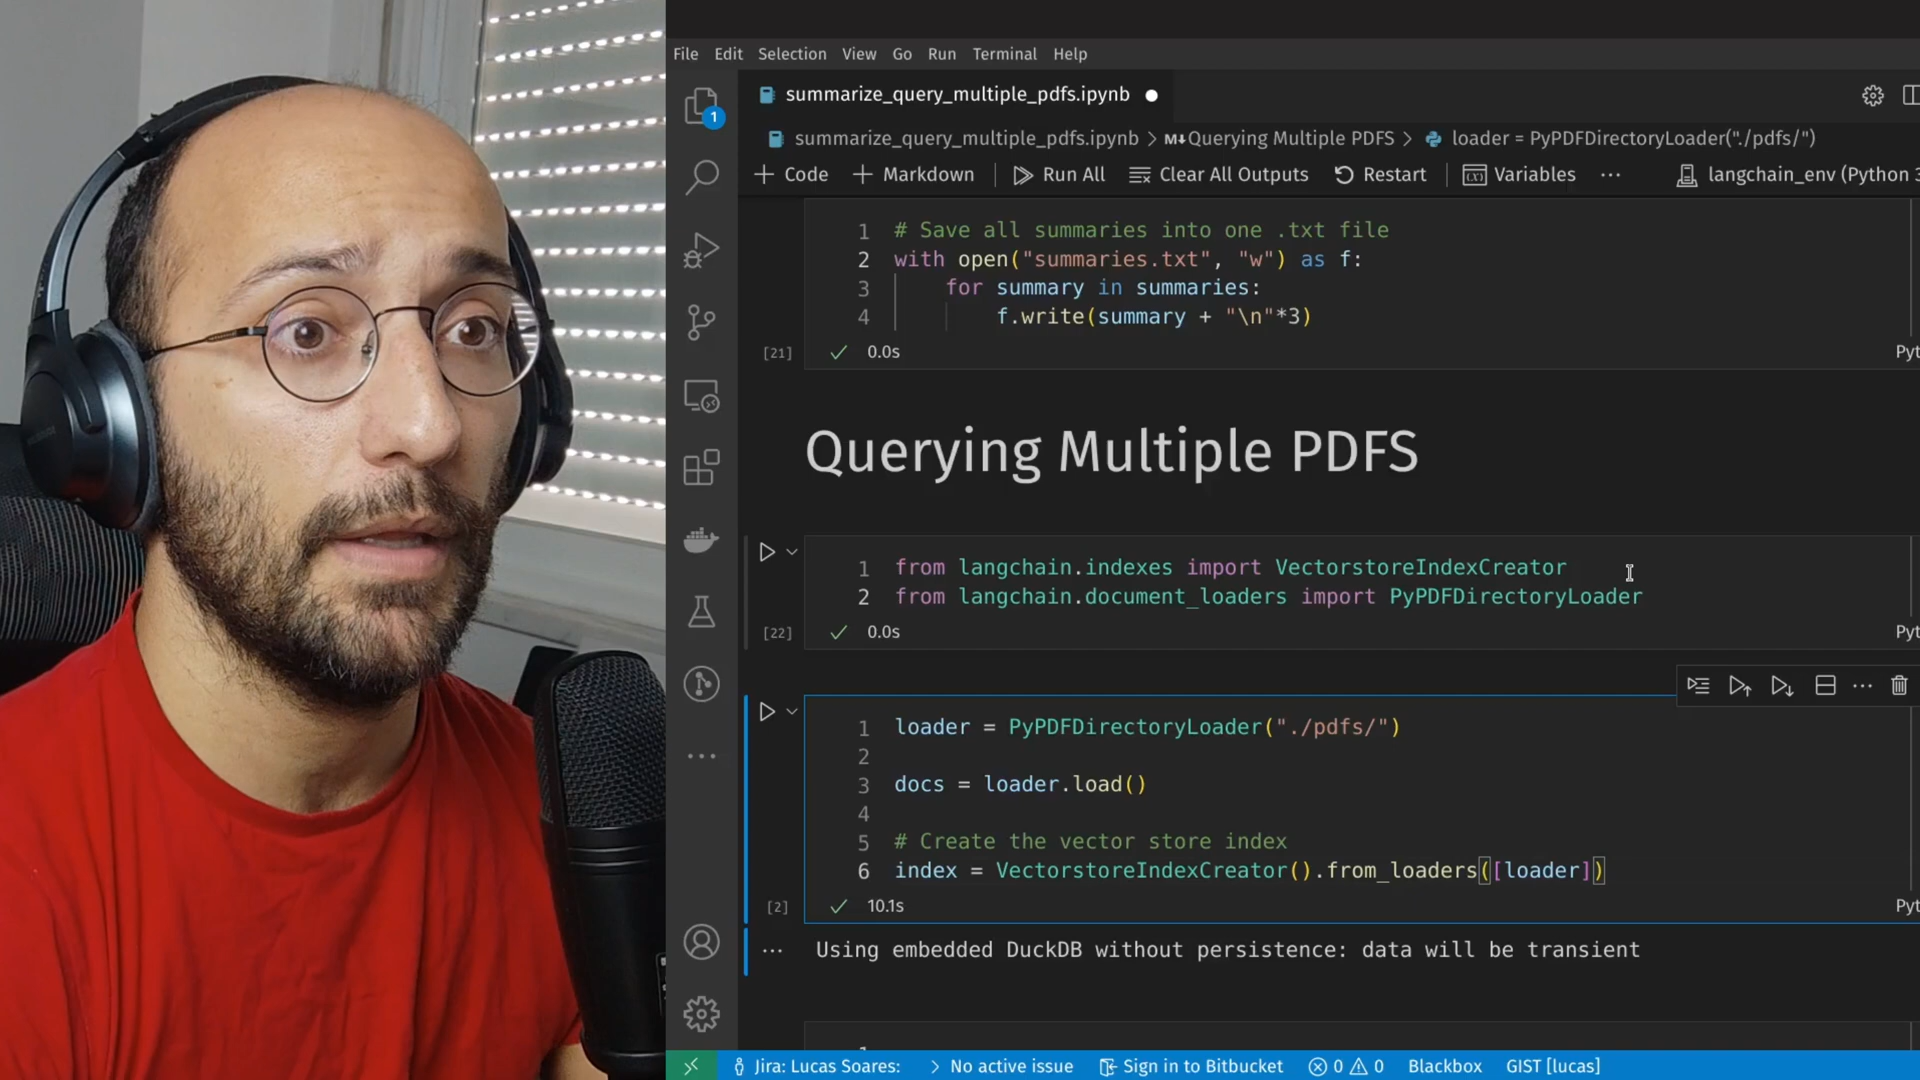 File Edit Selection View Go Run Terminal Help
1
summarize_query_multiple_pdfs.ipynb
summarize_query_multiple_pdfs.ipynb > M↓Querying Multiple PDFS > loader = PyPDFDirectoryLoader("./pdfs/")
+ Code + Markdown Run All Clear All Outputs Restart Variables ··· langchain_env (Python 3
1 # Save all summaries into one .txt file
2 with open("summaries.txt", "w") as f:
3 for summary in summaries:
4 f.write(summary + "\n"*3)
[21] ✓ 0.0s Pyt
Querying Multiple PDFS
1 from langchain.indexes import VectorstoreIndexCreator
2 from langchain.document_loaders import PyPDFDirectoryLoader
[22] ✓ 0.0s Pyt
1 loader = PyPDFDirectoryLoader("./pdfs/")
2
3 docs = loader.load()
4
5 # Create the vector store index
6 index = VectorstoreIndexCreator().from_loaders([loader])
[2] ✓ 10.1s Pyt
··· Using embedded DuckDB without persistence: data will be transient
Jira: Lucas Soares: > No active issue Sign in to Bitbucket 0 0 Blackbox GIST [lucas]